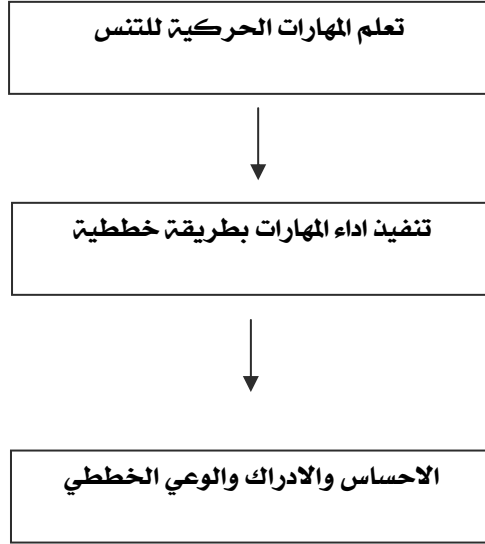 تعلم المهارات الحركية للتنس
تنفيذ اداء المهارات بطريقة خططية
الاحساس والادراك والوعي الخططي